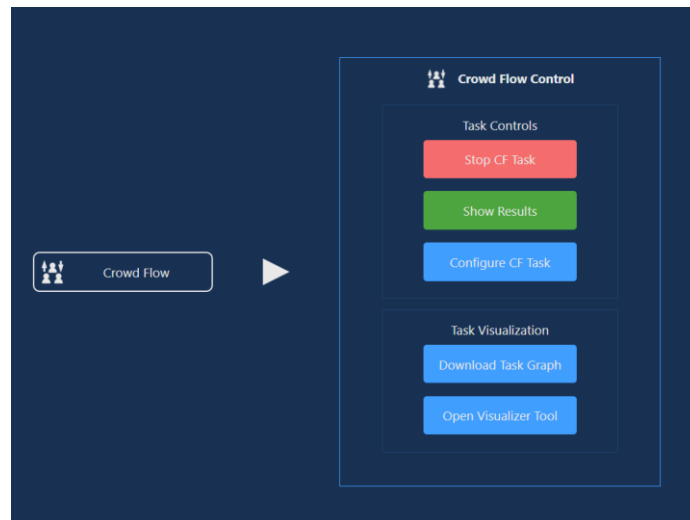 Crowd Flow
Crowd Flow Control
Task Controls
Stop CF Task
Show Results
Configure CF Task
Task Visualization
Download Task Graph
Open Visualizer Tool